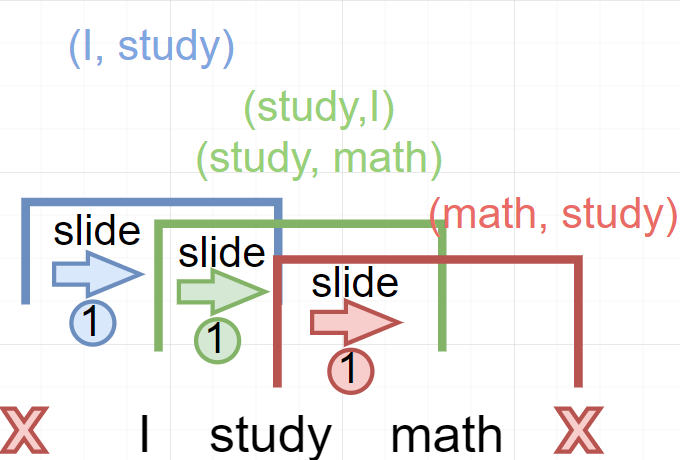 (I, study)
(study,I)
(study, math)
(math, study)
slide
slide
slide
1
1
1
X I study math X